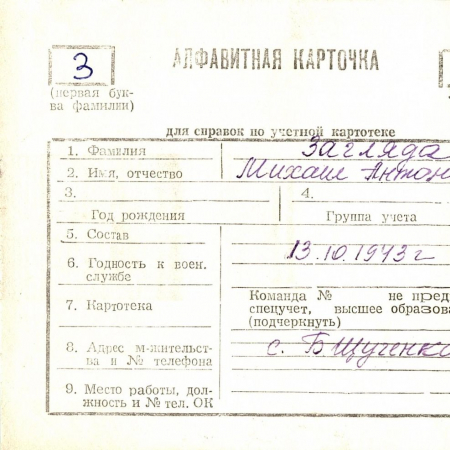 З
(первая бук-
ва фамилии)
АЛФАВИТНАЯ КАРТОЧКА
для справок по учетной картотеке
1. Фамилия Загляда
2. Имя, отчество Михаил Антон
3. 4.
Год рождения Группа учета
5. Состав
13.10.1943 г
6. Годность к воен.
службе
7. Картотека
Команда № не пред
спецучет, высшее образова
(подчеркнуть)
8. Адрес м-жительст-
ва и № телефона
с. Б
9. Место работы, дол-
жность и № тел. ОК